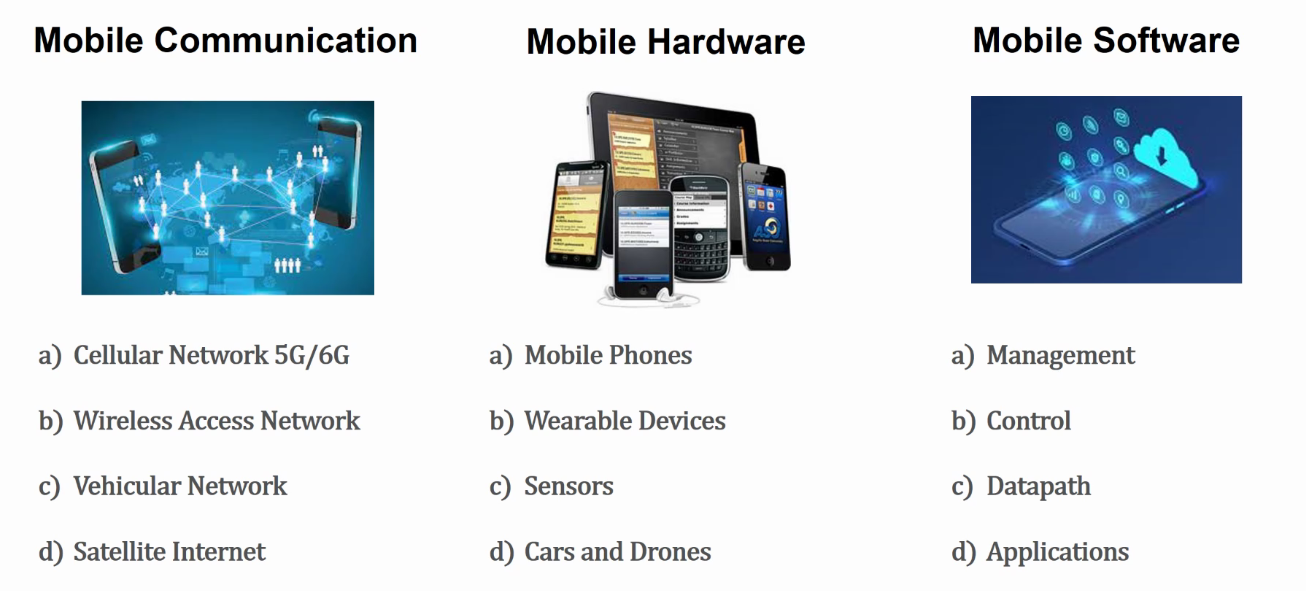 Mobile Communication
Mobile Hardware
Mobile Software
a) Cellular Network 5G/6G
b) Wireless Access Network
c) Vehicular Network
d) Satellite Internet
a) Mobile Phones
b) Wearable Devices
c) Sensors
d) Cars and Drones
a) Management
b) Control
c) Datapath
d) Applications